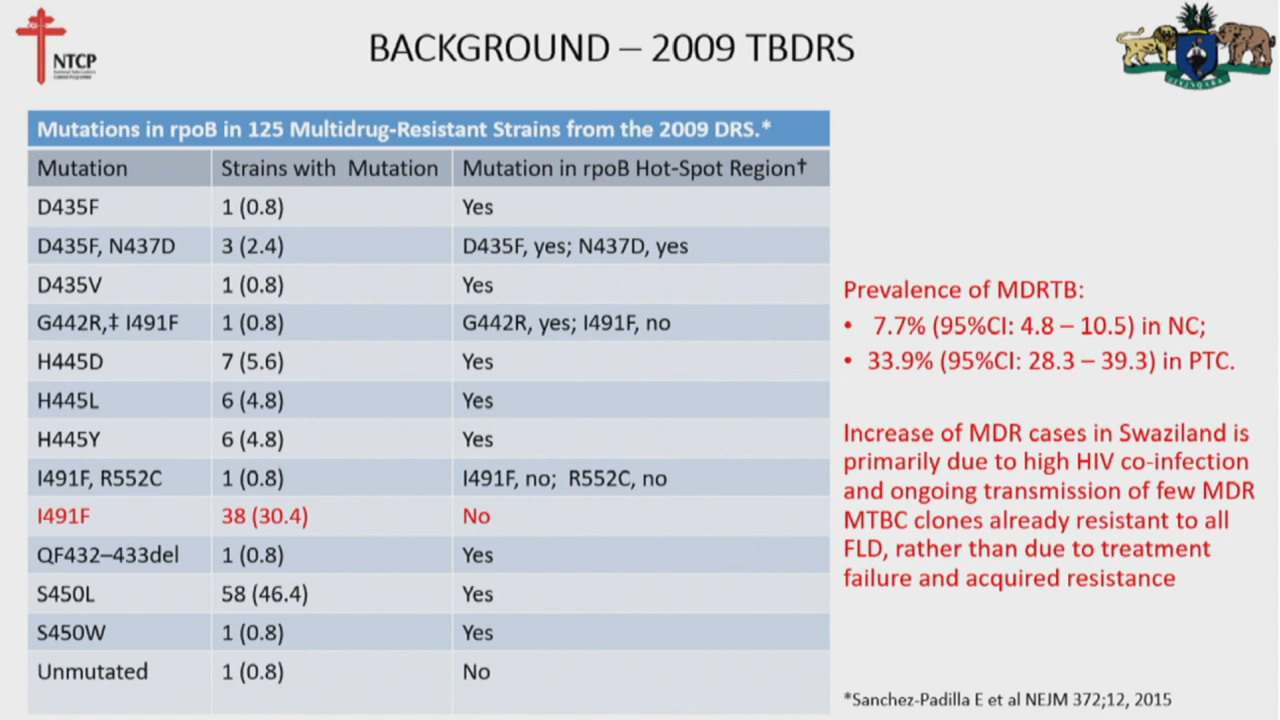 NTCP
BACKGROUND – 2009 TBDRS
Mutations in rpoB in 125 Multidrug-Resistant Strains from the 2009 DRS.*
Mutation Strains with Mutation Mutation in rpoB Hot-Spot Region†
D435F 1 (0.8) Yes
D435F, N437D 3 (2.4) D435F, yes; N437D, yes
D435V 1 (0.8) Yes
G442R,‡ I491F 1 (0.8) G442R, yes; I491F, no
H445D 7 (5.6) Yes
H445L 6 (4.8) Yes
H445Y 6 (4.8) Yes
I491F, R552C 1 (0.8) I491F, no; R552C, no
I491F 38 (30.4) No
QF432–433del 1 (0.8) Yes
S450L 58 (46.4) Yes
S450W 1 (0.8) Yes
Unmutated 1 (0.8) No
Prevalence of MDRTB:
• 7.7% (95%CI: 4.8 – 10.5) in NC;
• 33.9% (95%CI: 28.3 – 39.3) in PTC.
Increase of MDR cases in Swaziland is
primarily due to high HIV co-infection
and ongoing transmission of few MDR
MTBC clones already resistant to all
FLD, rather than due to treatment
failure and acquired resistance
*Sanchez-Padilla E et al NEJM 372;12, 2015